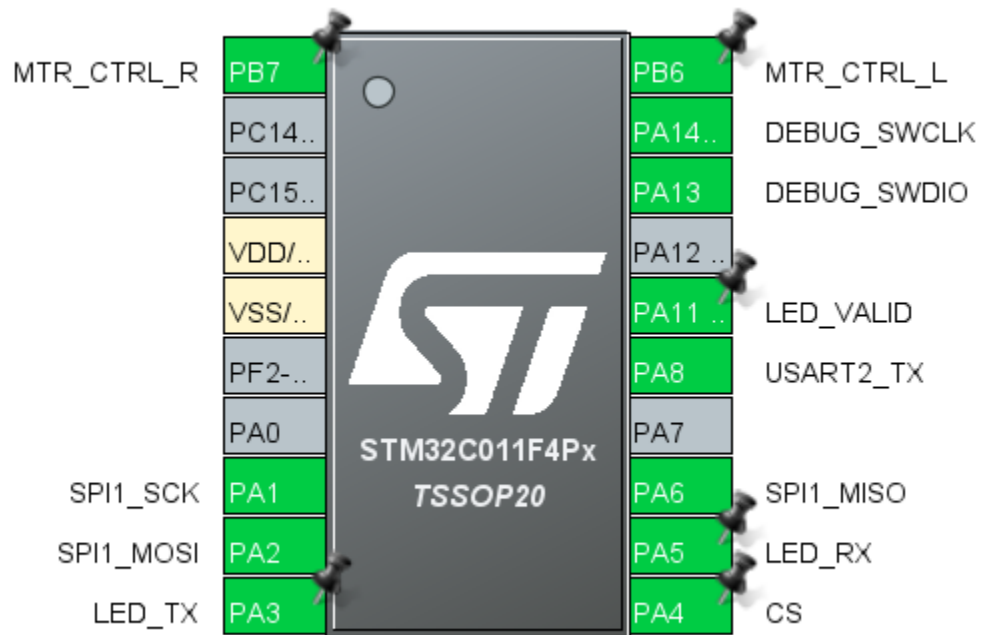 MTR_CTRL_R PB7 PB6 MTR_CTRL_L
PC14.. PA14.. DEBUG_SWCLK
PC15.. PA13 DEBUG_SWDIO
VDD/.. PA12 ..
VSS/.. PA11 .. LED_VALID
PF2-.. PA8 USART2_TX
PA0 PA7
STM32C011F4Px
SPI1_SCK PA1 TSSOP20 PA6 SPI1_MISO
SPI1_MOSI PA2 PA5 LED_RX
LED_TX PA3 PA4 CS
ST